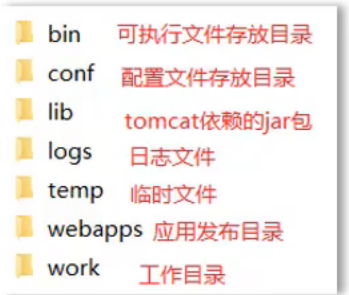 bin 可执行文件存放目录
conf 配置文件存放目录
lib tomcat依赖的jar包
logs 日志文件
temp 临时文件
webapps 应用发布目录
work 工作目录